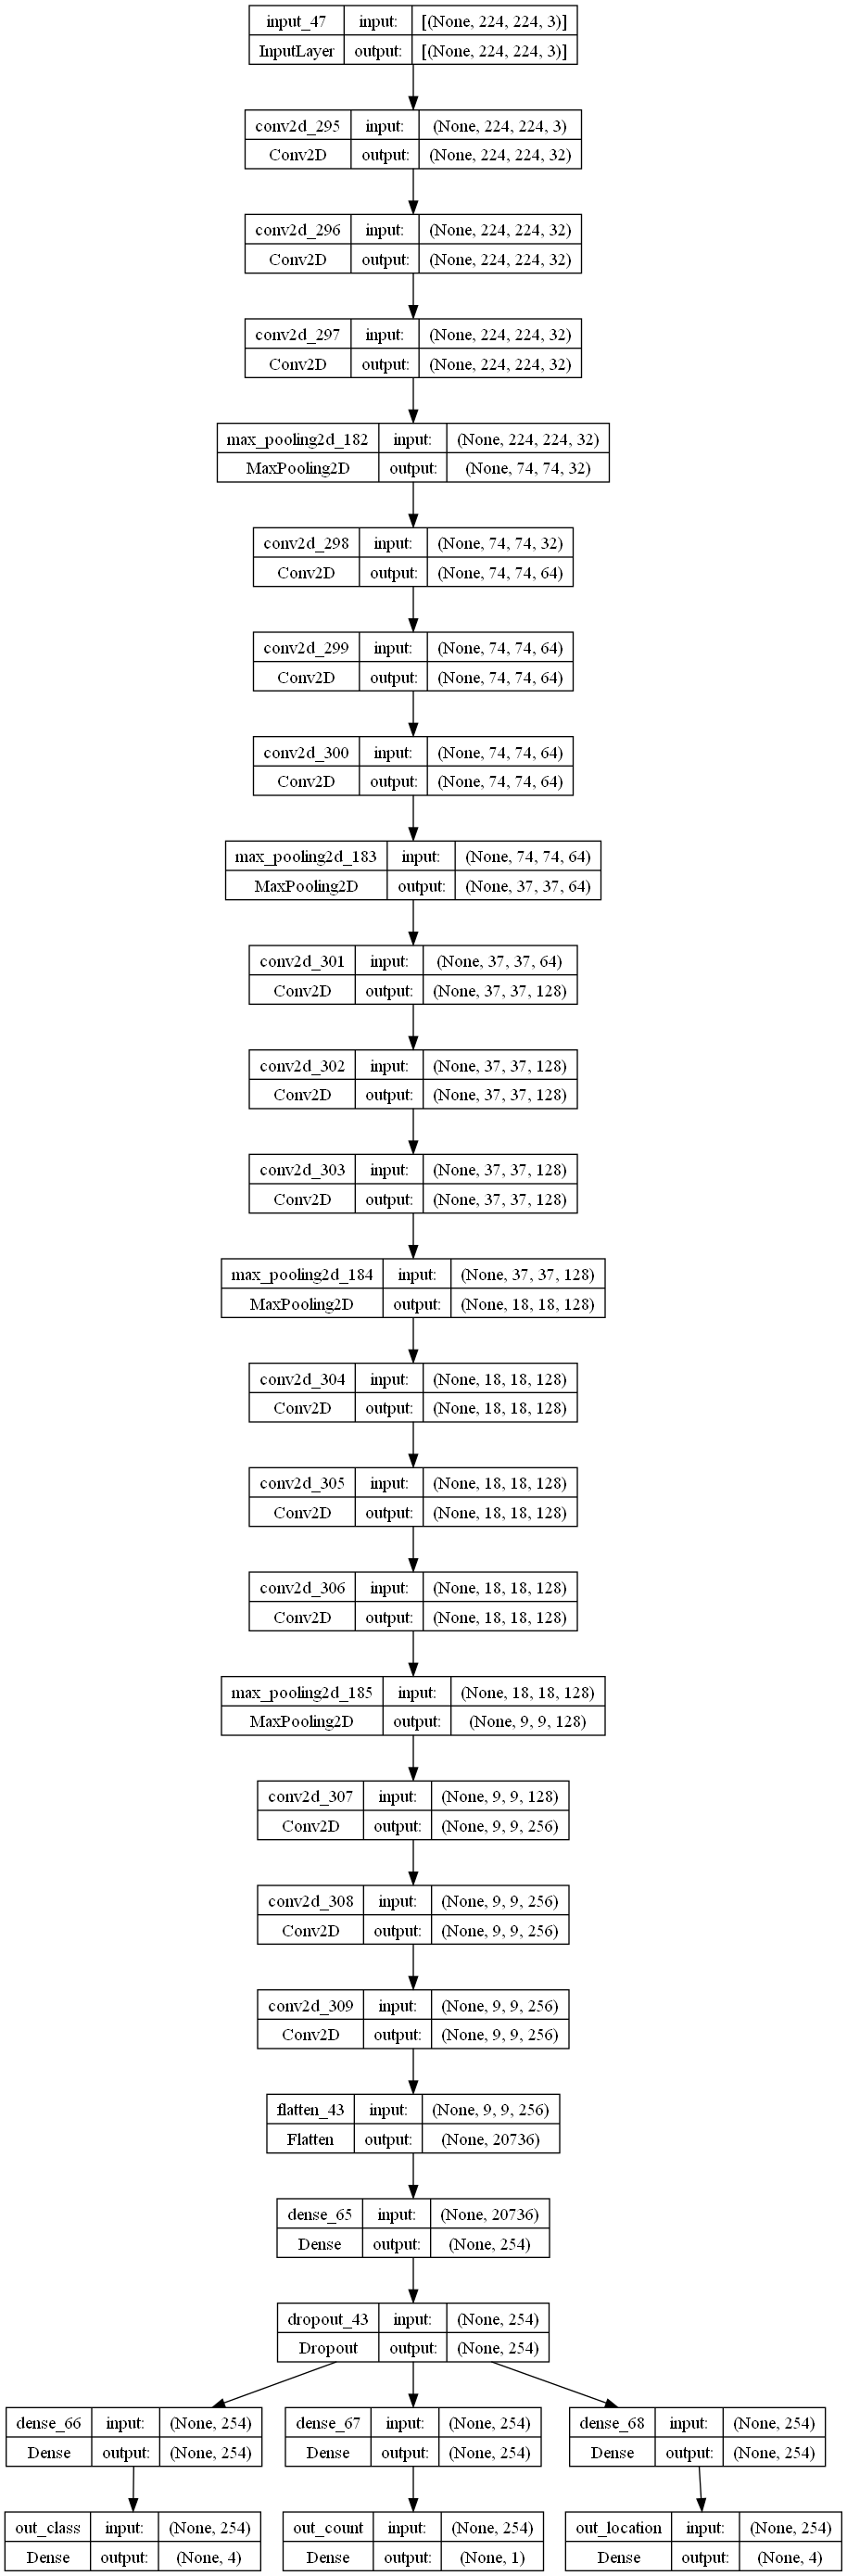 input_47 input: [(None, 224, 224, 3)]
InputLayer output: [(None, 224, 224, 3)]
conv2d_295 input: (None, 224, 224, 3)
Conv2D output: (None, 224, 224, 32)
conv2d_296 input: (None, 224, 224, 32)
Conv2D output: (None, 224, 224, 32)
conv2d_297 input: (None, 224, 224, 32)
Conv2D output: (None, 224, 224, 32)
max_pooling2d_182 input: (None, 224, 224, 32)
MaxPooling2D output: (None, 74, 74, 32)
conv2d_298 input: (None, 74, 74, 32)
Conv2D output: (None, 74, 74, 64)
conv2d_299 input: (None, 74, 74, 64)
Conv2D output: (None, 74, 74, 64)
conv2d_300 input: (None, 74, 74, 64)
Conv2D output: (None, 74, 74, 64)
max_pooling2d_183 input: (None, 74, 74, 64)
MaxPooling2D output: (None, 37, 37, 64)
conv2d_301 input: (None, 37, 37, 64)
Conv2D output: (None, 37, 37, 128)
conv2d_302 input: (None, 37, 37, 128)
Conv2D output: (None, 37, 37, 128)
conv2d_303 input: (None, 37, 37, 128)
Conv2D output: (None, 37, 37, 128)
max_pooling2d_184 input: (None, 37, 37, 128)
MaxPooling2D output: (None, 18, 18, 128)
conv2d_304 input: (None, 18, 18, 128)
Conv2D output: (None, 18, 18, 128)
conv2d_305 input: (None, 18, 18, 128)
Conv2D output: (None, 18, 18, 128)
conv2d_306 input: (None, 18, 18, 128)
Conv2D output: (None, 18, 18, 128)
max_pooling2d_185 input: (None, 18, 18, 128)
MaxPooling2D output: (None, 9, 9, 128)
conv2d_307 input: (None, 9, 9, 128)
Conv2D output: (None, 9, 9, 256)
conv2d_308 input: (None, 9, 9, 256)
Conv2D output: (None, 9, 9, 256)
conv2d_309 input: (None, 9, 9, 256)
Conv2D output: (None, 9, 9, 256)
flatten_43 input: (None, 9, 9, 256)
Flatten output: (None, 20736)
dense_65 input: (None, 20736)
Dense output: (None, 254)
dropout_43 input: (None, 254)
Dropout output: (None, 254)
dense_66 input: (None, 254) dense_67 input: (None, 254) dense_68 input: (None, 254)
Dense output: (None, 254) Dense output: (None, 254) Dense output: (None, 254)
out_class input: (None, 254) out_count input: (None, 254) out_location input: (None, 254)
Dense output: (None, 4) Dense output: (None, 1) Dense output: (None, 4)